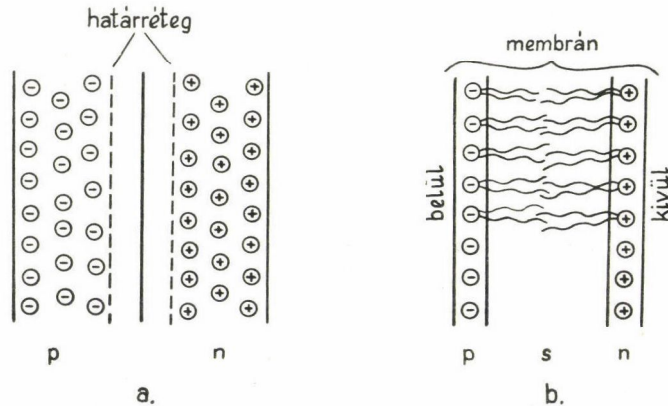 határréteg
p
n
a.
membrán
belül
kívül
p
s
n
b.